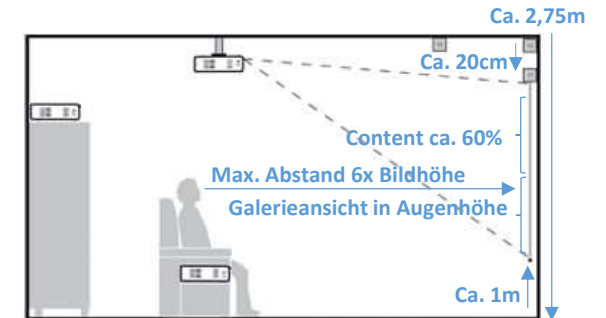 Ca. 2,75m
Ca. 20cm
Content ca. 60%
Max. Abstand 6x Bildhöhe
Galerieansicht in Augenhöhe
Ca. 1m